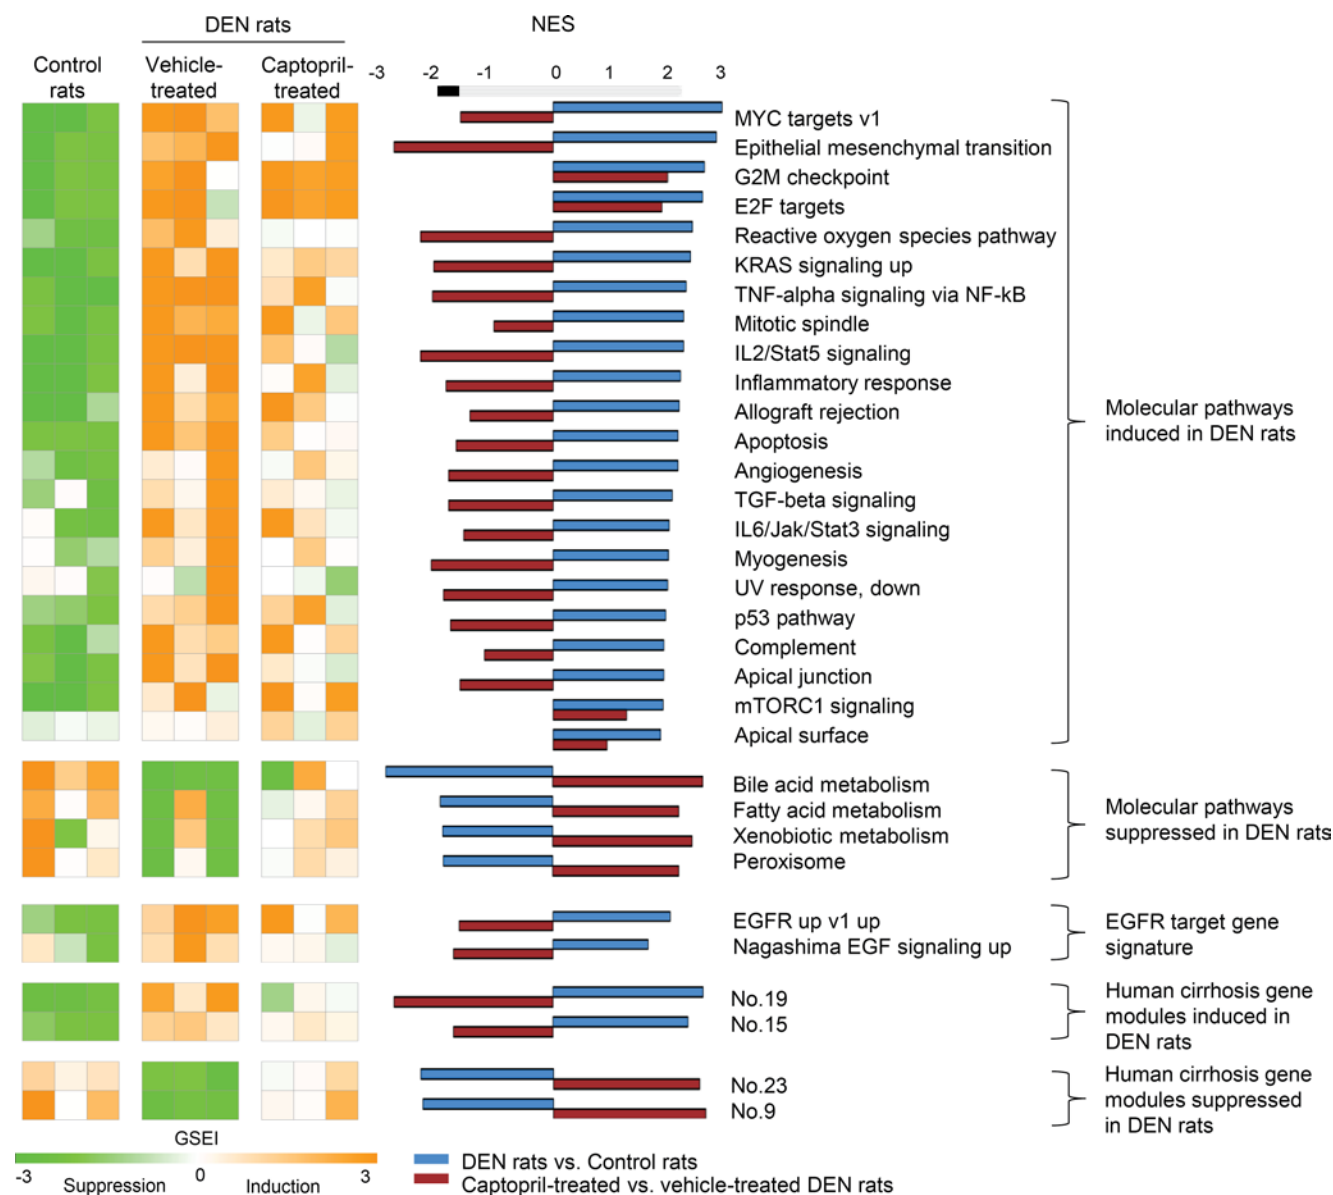 DEN rats
NES
Control
rats
Vehicle-
treated
Captopril-
treated
-3 -2 -1 0 1 2 3
MYC targets v1
Epithelial mesenchymal transition
G2M checkpoint
E2F targets
Reactive oxygen species pathway
KRAS signaling up
TNF-alpha signaling via NF-kB
Mitotic spindle
IL2/Stat5 signaling
Inflammatory response
Allograft rejection
Apoptosis
Angiogenesis
TGF-beta signaling
IL6/Jak/Stat3 signaling
Myogenesis
UV response, down
p53 pathway
Complement
Apical junction
mTORC1 signaling
Apical surface
Molecular pathways
induced in DEN rats
Bile acid metabolism
Fatty acid metabolism
Xenobiotic metabolism
Peroxisome
Molecular pathways
suppressed in DEN rats
EGFR up v1 up
Nagashima EGF signaling up
EGFR target gene
signature
No.19
No.15
Human cirrhosis gene
modules induced in
DEN rats
No.23
No.9
Human cirrhosis gene
modules suppressed
in DEN rats
GSEI
-3 0 3
Suppression Induction
DEN rats vs. Control rats
Captopril-treated vs. vehicle-treated DEN rats